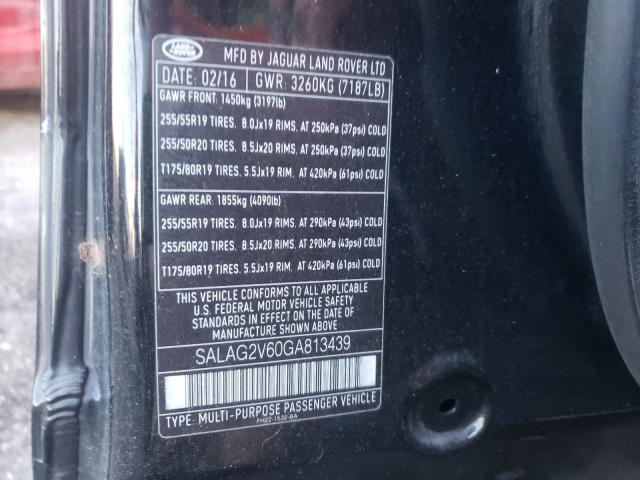 LAND ROVER
MFD BY JAGUAR LAND ROVER LTD
DATE: 02/16 GWR: 3260KG (7187LB)
GAWR FRONT: 1450kg (3197lb)
255/55R19 TIRES. 8.0Jx19 RIMS. AT 250kPa (37psi) COLD
255/50R20 TIRES. 8.5Jx20 RIMS. AT 250kPa (37psi) COLD
T175/80R19 TIRES. 5.5Jx19 RIM. AT 420kPa (61psi) COLD
GAWR REAR: 1855kg (4090lb)
255/55R19 TIRES. 8.0Jx19 RIMS. AT 290kPa (43psi) COLD
255/50R20 TIRES. 8.5Jx20 RIMS. AT 290kPa (43psi) COLD
T175/80R19 TIRES. 5.5Jx19 RIM. AT 420kPa (61psi) COLD
THIS VEHICLE CONFORMS TO ALL APPLICABLE
U.S. FEDERAL MOTOR VEHICLE SAFETY
STANDARDS IN EFFECT ON THE DATE OF
MANUFACTURE SHOWN ABOVE.
SALAG2V60GA813439
TYPE: MULTI-PURPOSE PASSENGER VEHICLE
FH22-1532-BA